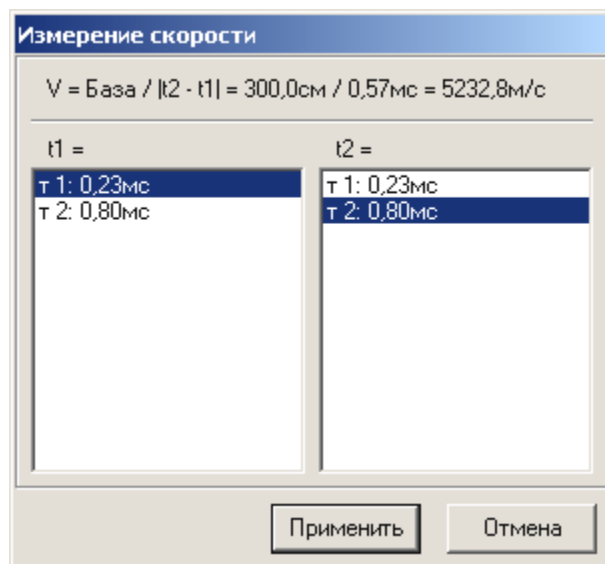 Измерение скорости
V = База / |t2 - t1| = 300,0см / 0,57мс = 5232,8м/с
t1 =
t2 =
т 1: 0,23мс
т 2: 0,80мс
т 1: 0,23мс
т 2: 0,80мс
Применить
Отмена